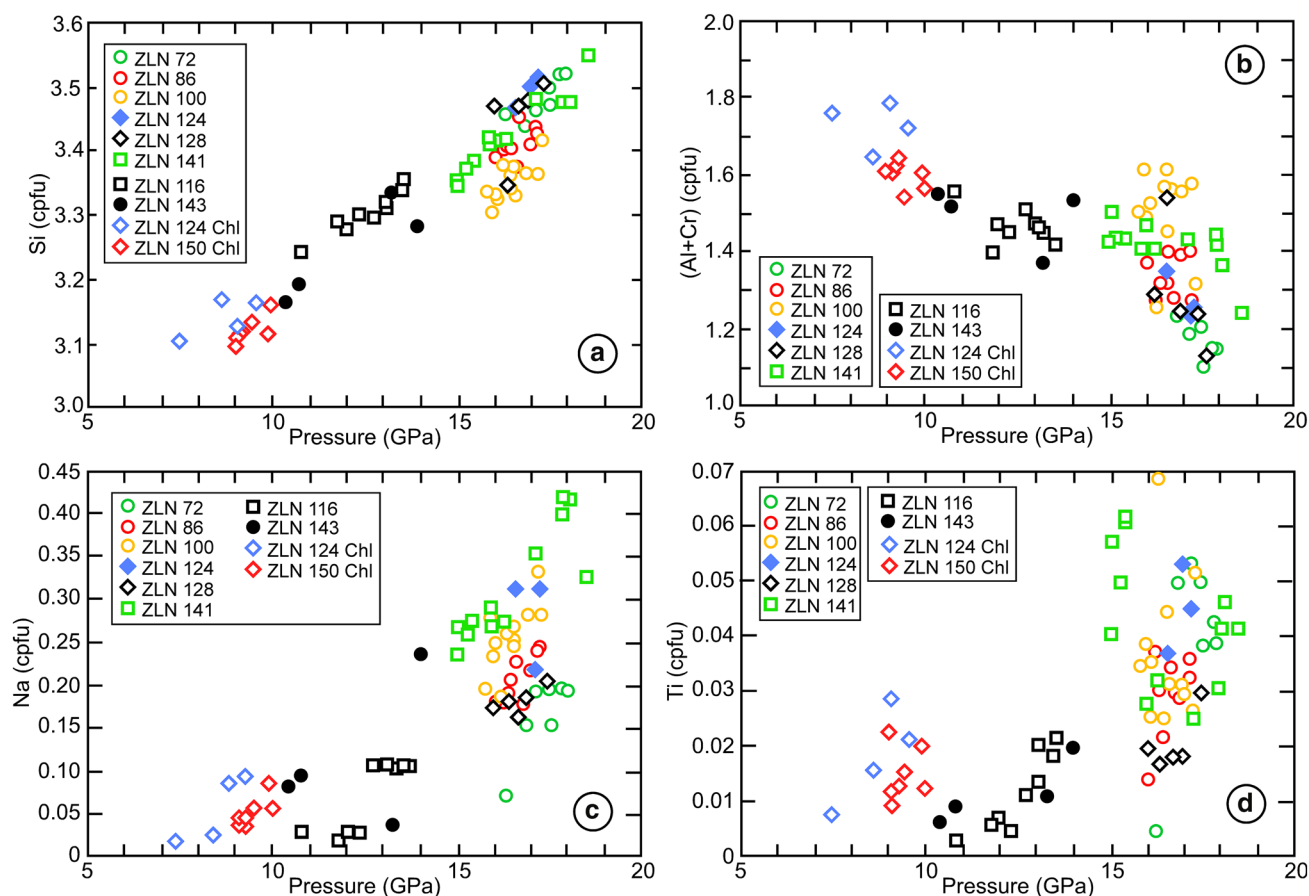 3.6
3.5
3.4
3.3
3.2
3.1
3.0
Si (cpfu)
ZLN 72
ZLN 86
ZLN 100
ZLN 124
ZLN 128
ZLN 141
ZLN 116
ZLN 143
ZLN 124 Chl
ZLN 150 Chl
a
5 10 15 20
Pressure (GPa)
2.0
1.8
1.6
1.4
1.2
1.0
(Al+Cr) (cpfu)
b
ZLN 72
ZLN 86
ZLN 100
ZLN 124
ZLN 128
ZLN 141
ZLN 116
ZLN 143
ZLN 124 Chl
ZLN 150 Chl
5 10 15 20
Pressure (GPa)
0.45
0.40
0.35
0.30
0.25
0.20
0.15
0.10
0.05
0
Na (cpfu)
ZLN 72
ZLN 86
ZLN 100
ZLN 124
ZLN 128
ZLN 141
ZLN 116
ZLN 143
ZLN 124 Chl
ZLN 150 Chl
c
5 10 15 20
Pressure (GPa)
0.07
0.06
0.05
0.04
0.03
0.02
0.01
0
Ti (cpfu)
ZLN 72
ZLN 86
ZLN 100
ZLN 124
ZLN 128
ZLN 141
ZLN 116
ZLN 143
ZLN 124 Chl
ZLN 150 Chl
d
5 10 15 20
Pressure (GPa)